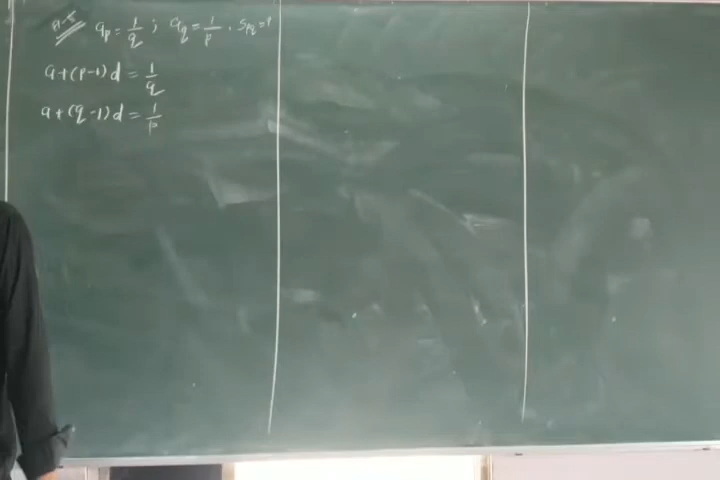 a_p = 1/q ; a_q = 1/p , S_pq = ?
a + (p-1)d = 1/q
a + (q-1)d = 1/p